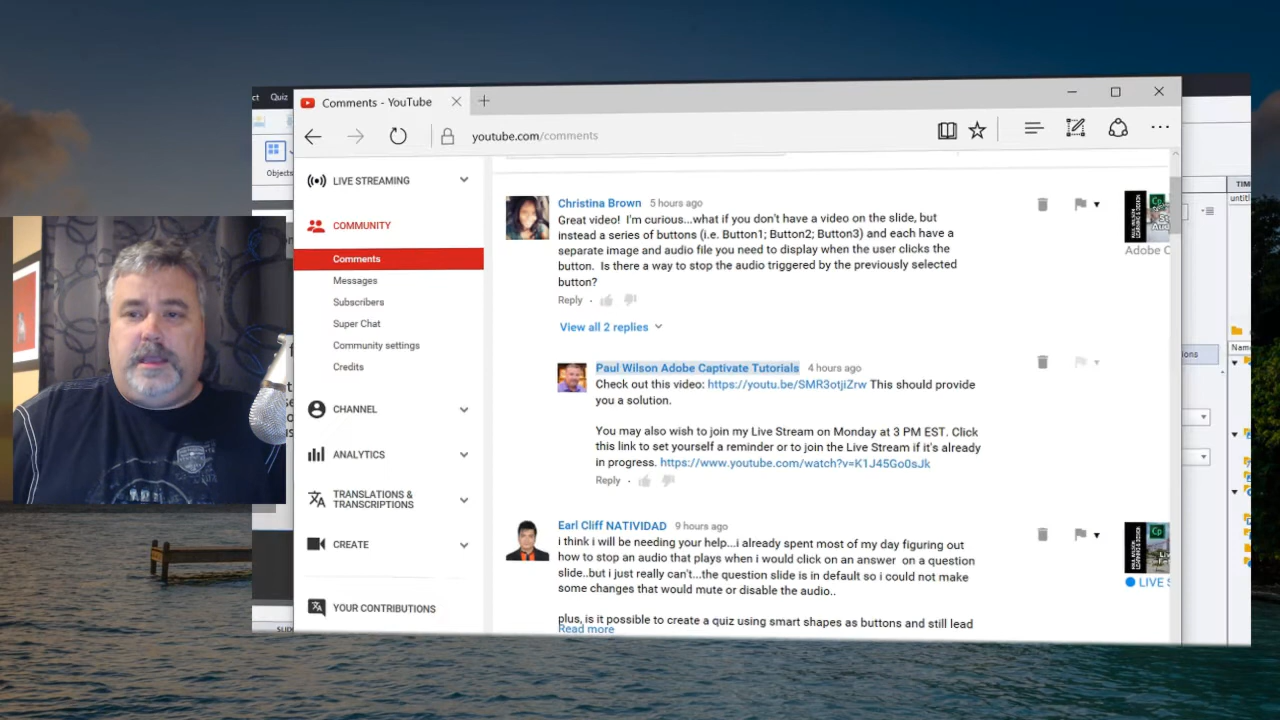 ct Quiz
Comments - YouTube
youtube.com/comments
Objects
LIVE STREAMING
COMMUNITY
Comments
Messages
Subscribers
Super Chat
Community settings
Credits
CHANNEL
ANALYTICS
TRANSLATIONS &
TRANSCRIPTIONS
CREATE
YOUR CONTRIBUTIONS
Christina Brown 5 hours ago
Great video! I'm curious...what if you don't have a video on the slide, but
instead a series of buttons (i.e. Button1; Button2; Button3) and each have a
separate image and audio file you need to display when the user clicks the
button. Is there a way to stop the audio triggered by the previously selected
button?
Reply
View all 2 replies
Paul Wilson Adobe Captivate Tutorials 4 hours ago
Check out this video: https://youtu.be/SMR3otjiZrw This should provide
you a solution.
You may also wish to join my Live Stream on Monday at 3 PM EST. Click
this link to set yourself a reminder or to join the Live Stream if it's already
in progress. https://www.youtube.com/watch?v=K1J45Go0sJk
Reply
Earl Cliff NATIVIDAD 9 hours ago
i think i will be needing your help...i already spent most of my day figuring out
how to stop an audio that plays when i would click on an answer on a question
slide..but i just really can't...the question slide is in default so i could not make
some changes that would mute or disable the audio..
plus, is it possible to create a quiz using smart shapes as buttons and still lead
Read more
Adobe C
LIVE S
TIM
untitl
ions
Nam